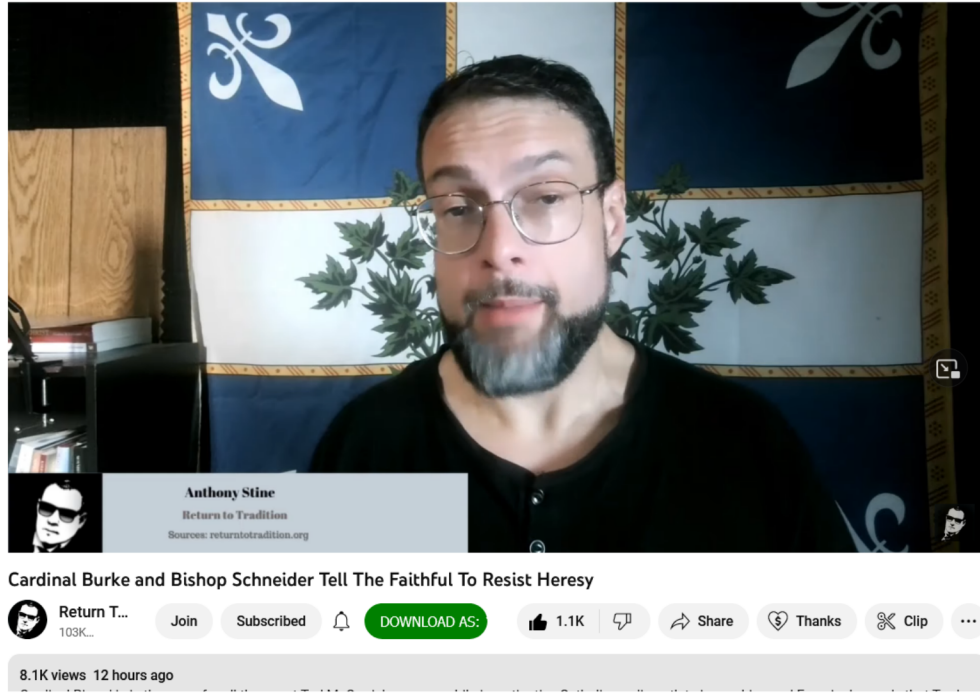 Anthony Stine
Return to Tradition
Sources: returntotradition.org
Cardinal Burke and Bishop Schneider Tell The Faithful To Resist Heresy
Return T...
103K...
Join
Subscribed
DOWNLOAD AS:
1.1K
Share
Thanks
Clip
8.1K views 12 hours ago